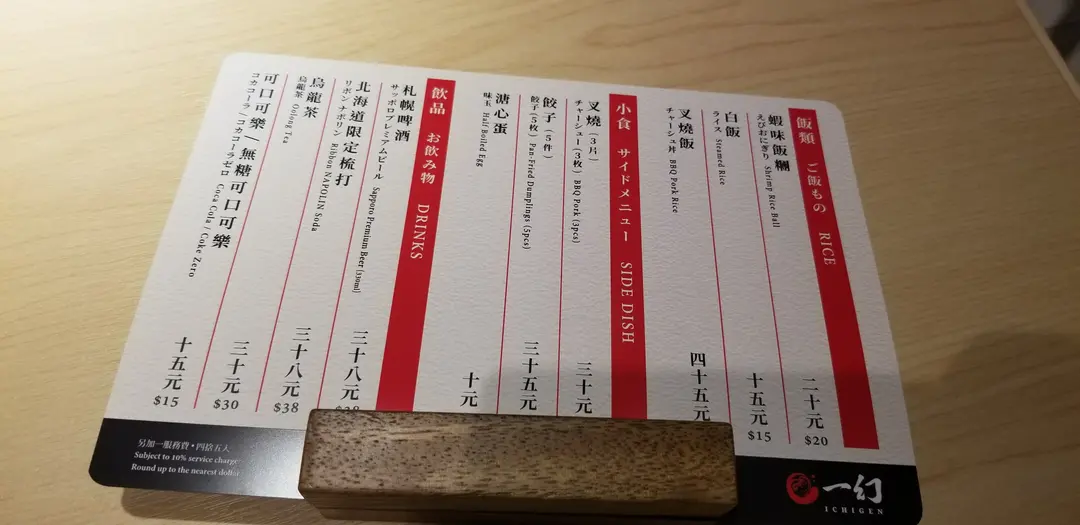 飯類 ご飯もの RICE
蝦味飯糰
えびおにぎり Shrimp Rice Ball
二十元
$20
白飯
ライス Steamed Rice
十五元
$15
叉燒飯
チャーシュ丼 BBQ Pork Rice
四十五元
小食 サイドメニュー SIDE DISH
叉燒（3片）
チャーシュー（3枚） BBQ Pork (3pcs)
三十元
餃子（5件）
餃子（5枚） Pan-Fried Dumplings (5pcs)
三十五元
溏心蛋
味玉 Half Boiled Egg
十元
飲品 お飲み物 DRINKS
札幌啤酒
サッポロプレミアムビール Sapporo Premium Beer (330ml)
三十八元
$38
北海道限定梳打
リボンナポリン Ribbon NAPOLIN Soda
三十八元
$38
烏龍茶
烏龍茶 Oolong Tea
三十元
$30
可口可樂/無糖可口可樂
コカコーラ/コカコーラゼロ Coca Cola / Coke Zero
十五元
$15
另加一服務費・四捨五入
Subject to 10% service charge
Round up to the nearest dollar
一幻
ICHIGEN